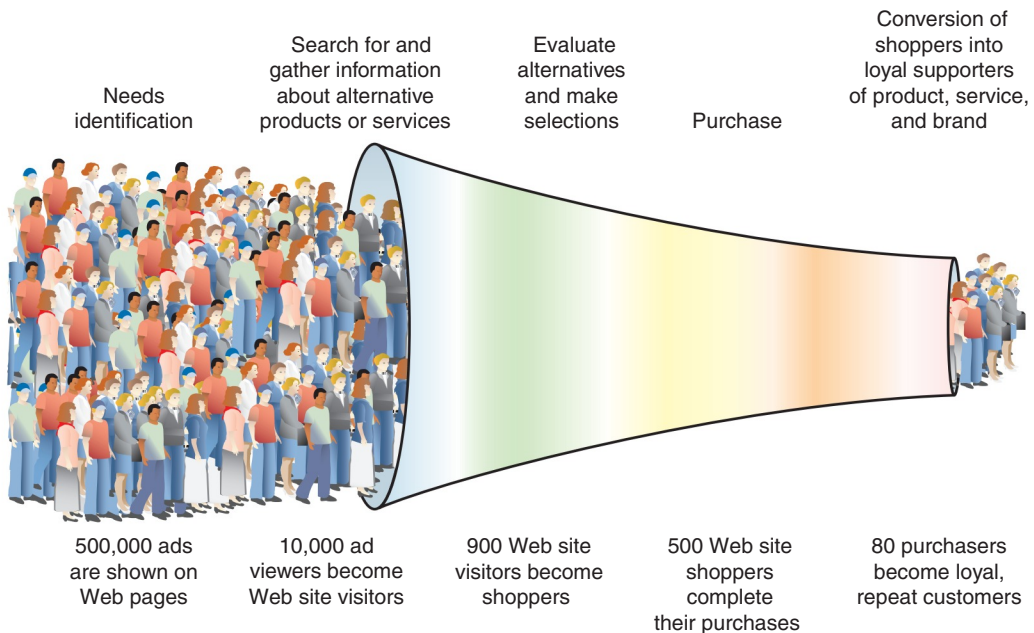 Needs
identification
Search for and
gather information
about alternative
products or services
Evaluate
alternatives
and make
selections
Purchase
Conversion of
shoppers into
loyal supporters
of product, service,
and brand
500,000 ads
are shown on
Web pages
10,000 ad
viewers become
Web site visitors
900 Web site
visitors become
shoppers
500 Web site
shoppers
complete
their purchases
80 purchasers
become loyal,
repeat customers